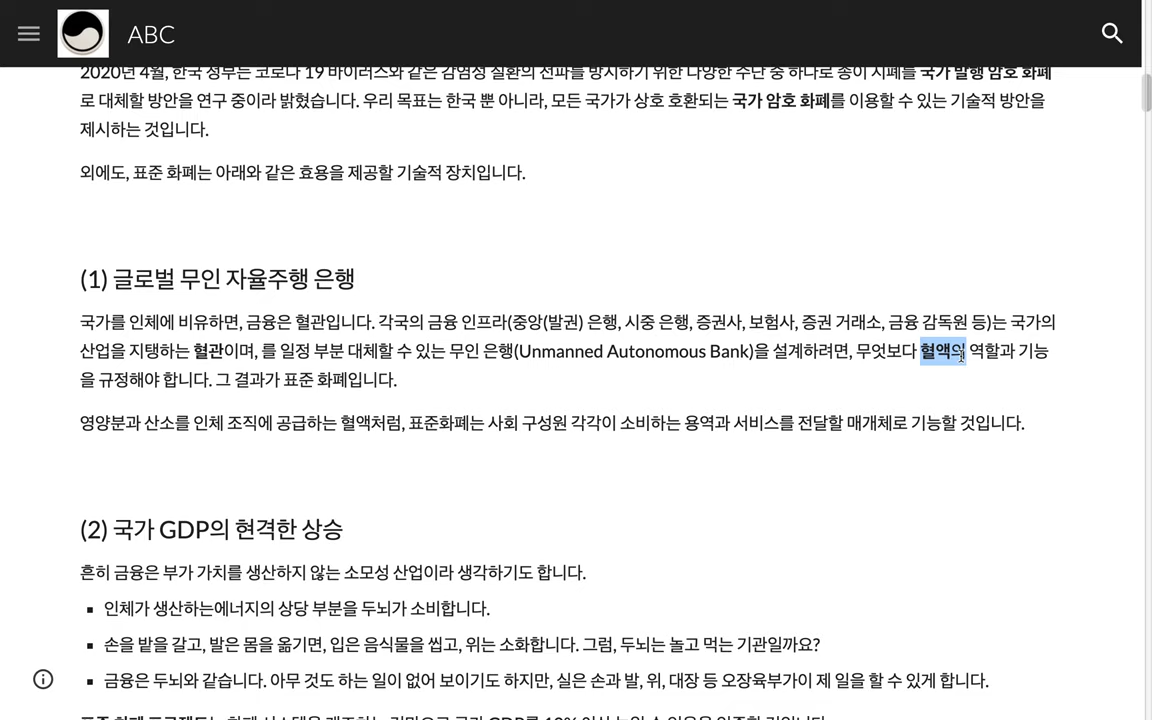 ABC
2020년 4월, 한국 정부는 코로나 19 바이러스와 같은 감염성 질환의 전파를 방지하기 위한 다양한 수단 중 하나로 종이 지폐를 국가 발행 암호 화폐
로 대체할 방안을 연구 중이라 밝혔습니다. 우리 목표는 한국 뿐 아니라, 모든 국가가 상호 호환되는 국가 암호 화폐를 이용할 수 있는 기술적 방안을
제시하는 것입니다.
외에도, 표준 화폐는 아래와 같은 효용을 제공할 기술적 장치입니다.
(1) 글로벌 무인 자율주행 은행
국가를 인체에 비유하면, 금융은 혈관입니다. 각국의 금융 인프라(중앙(발권) 은행, 시중 은행, 증권사, 보험사, 증권 거래소, 금융 감독원 등)는 국가의
산업을 지탱하는 혈관이며, 를 일정 부분 대체할 수 있는 무인 은행(Unmanned Autonomous Bank)을 설계하려면, 무엇보다 혈액의 역할과 기능
을 규정해야 합니다. 그 결과가 표준 화폐입니다.
영양분과 산소를 인체 조직에 공급하는 혈액처럼, 표준화폐는 사회 구성원 각각이 소비하는 용역과 서비스를 전달할 매개체로 기능할 것입니다.
(2) 국가 GDP의 현격한 상승
흔히 금융은 부가 가치를 생산하지 않는 소모성 산업이라 생각하기도 합니다.
▪ 인체가 생산하는에너지의 상당 부분을 두뇌가 소비합니다.
▪ 손을 밭을 갈고, 발은 몸을 옮기면, 입은 음식물을 씹고, 위는 소화합니다. 그럼, 두뇌는 놀고 먹는 기관일까요?
▪ 금융은 두뇌와 같습니다. 아무 것도 하는 일이 없어 보이기도 하지만, 실은 손과 발, 위, 대장 등 오장육부가이 제 일을 할 수 있게 합니다.